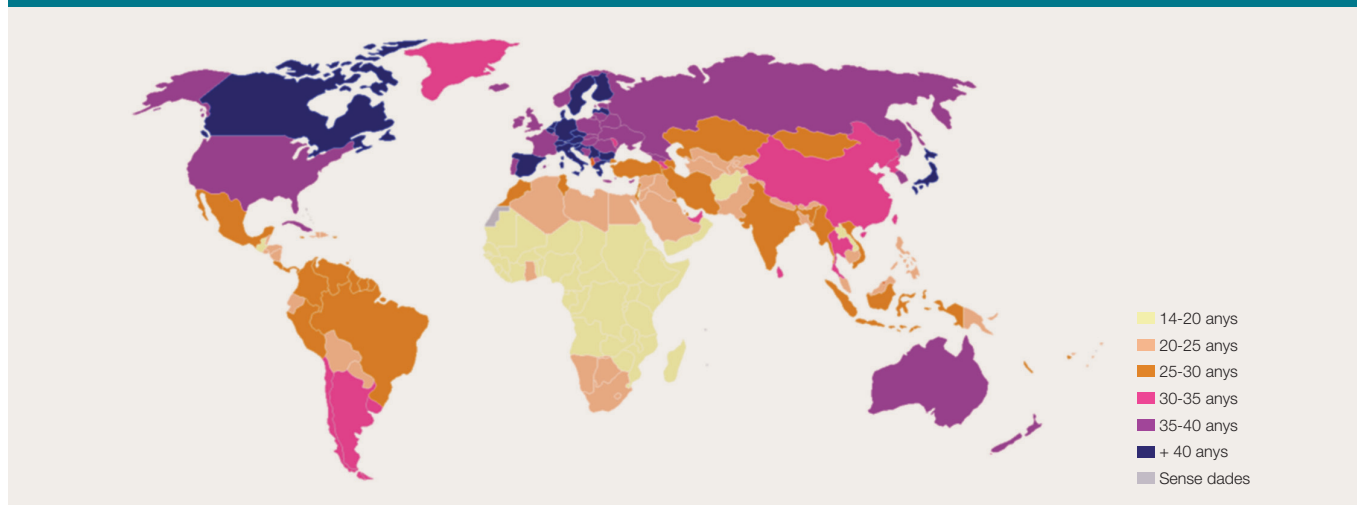 14-20 anys
20-25 anys
25-30 anys
30-35 anys
35-40 anys
+ 40 anys
Sense dades